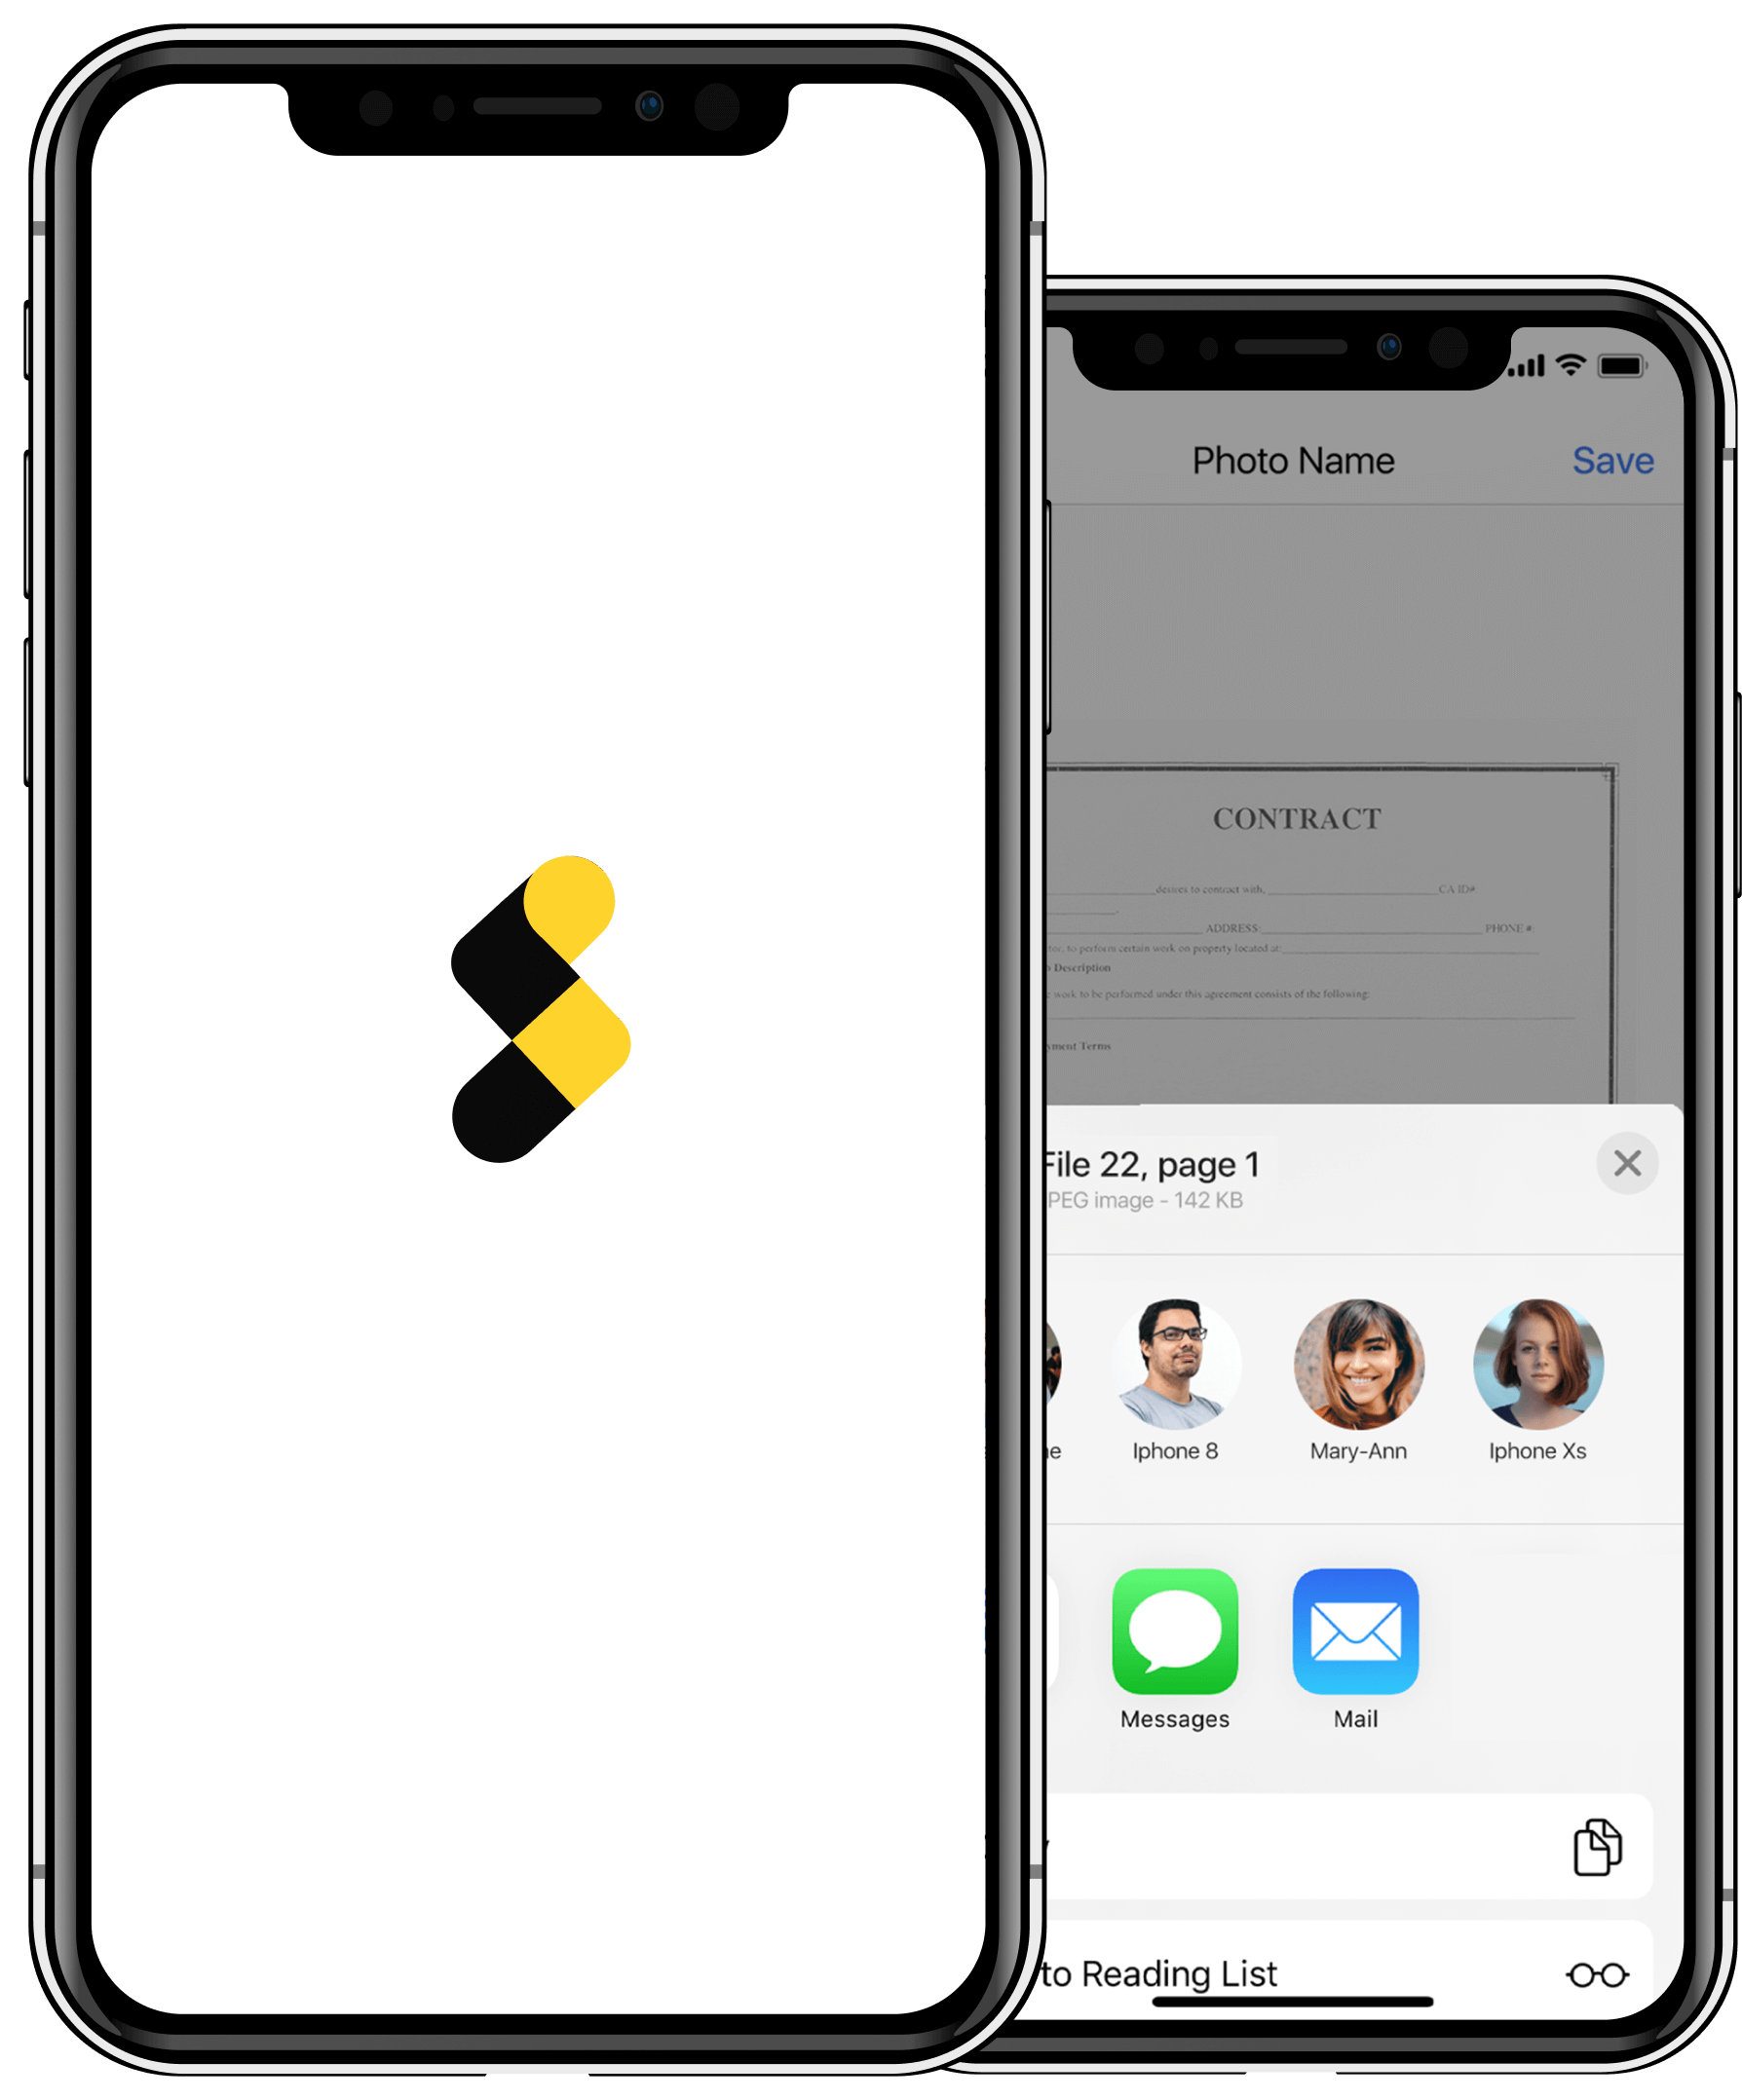 Photo Name
Save
CONTRACT
desires to contract with, CA ID#
ADDRESS: PHONE #:
to perform certain work on property located at:
Description
work to be performed under this agreement consists of the following:
Terms
File 22, page 1
PEG image - 142 KB
Iphone 8
Mary-Ann
Iphone Xs
Messages
Mail
to Reading List